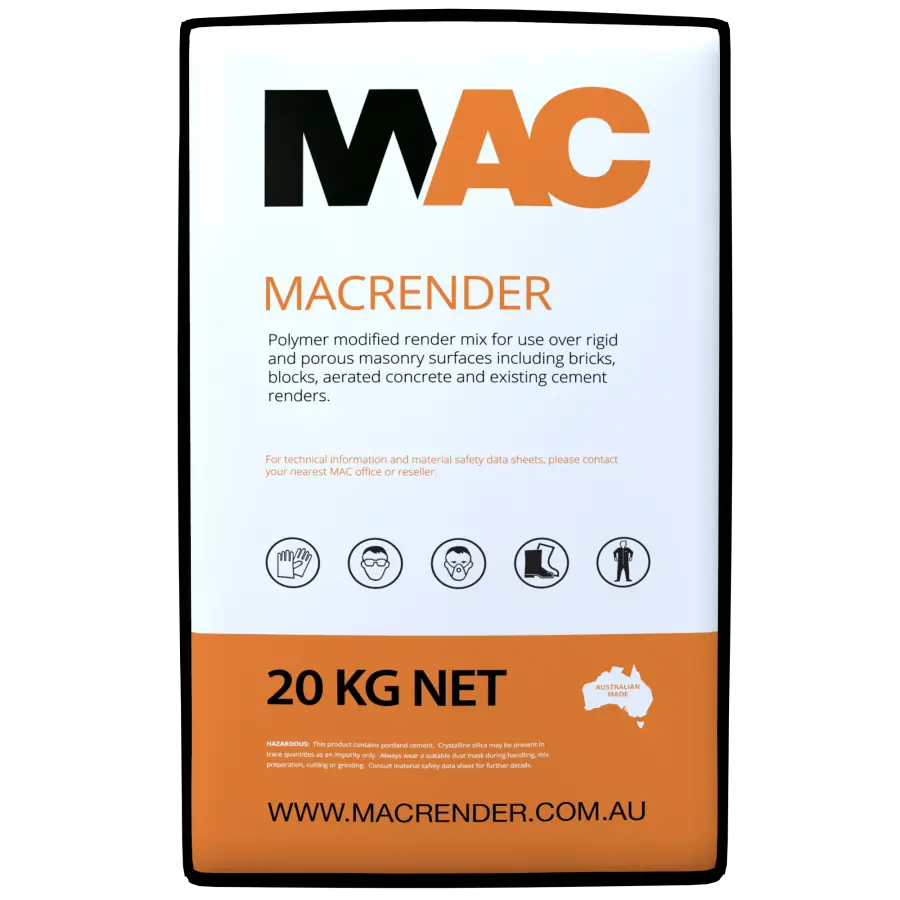 MAC
MACRENDER
Polymer modified render mix for use over rigid
and porous masonry surfaces including bricks,
blocks, aerated concrete and existing cement
renders.
For technical information and material safety data sheets, please contact
your nearest MAC office or reseller.
20 KG NET
AUSTRALIAN
MADE
HAZARDOUS: This product contains portland cement. Crystalline silica may be present in
trace quantities as an impurity only. Always wear a suitable dust mask during handling, mix
preparation, cutting or grinding. Consult material safety data sheet for further details.
WWW.MACRENDER.COM.AU